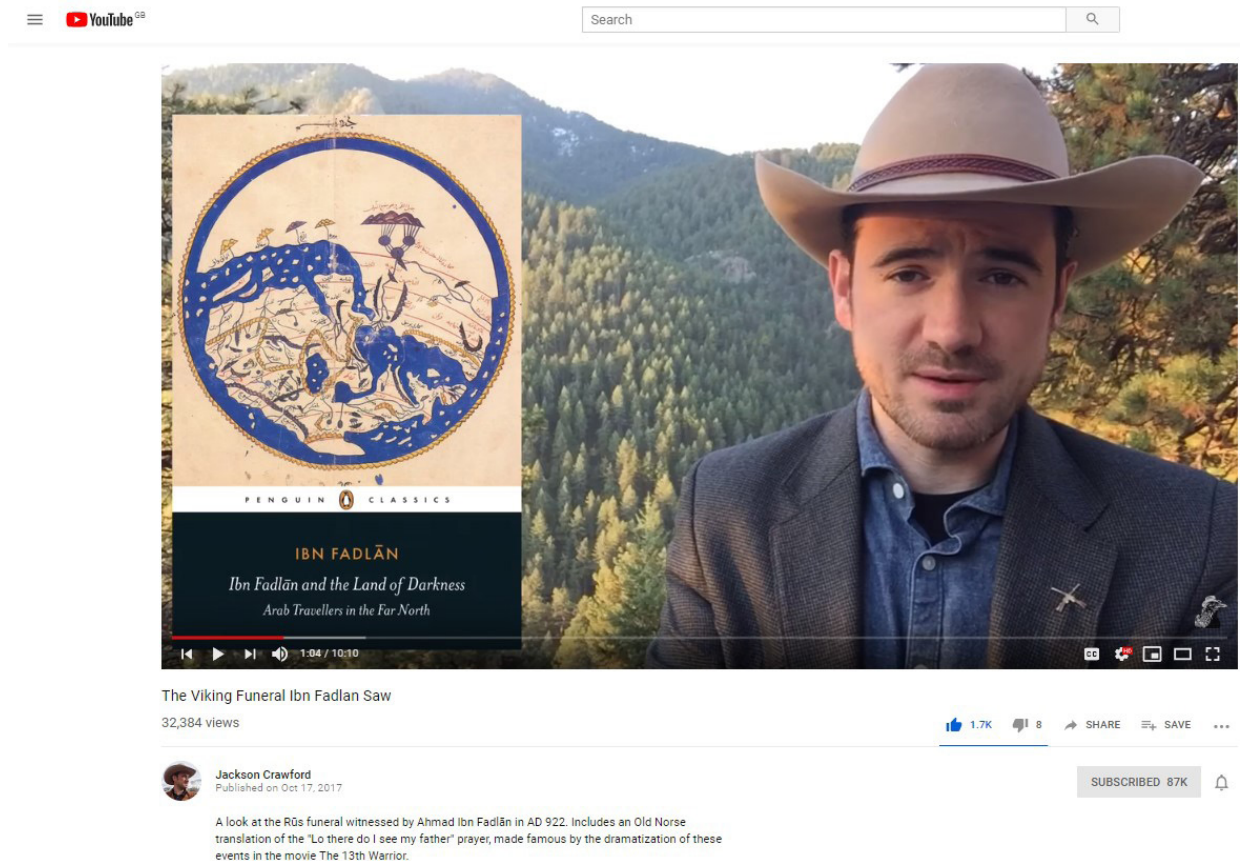 YouTube GB
Search
PENGUIN CLASSICS
IBN FADLĀN
Ibn Fadlān and the Land of Darkness
Arab Travellers in the Far North
1:04 / 10:10
CC
HD
The Viking Funeral Ibn Fadlan Saw
32,384 views
1.7K 8 SHARE SAVE
Jackson Crawford
Published on Oct 17, 2017
SUBSCRIBED 87K
A look at the Rūs funeral witnessed by Ahmad Ibn Fadlān in AD 922. Includes an Old Norse
translation of the "Lo there do I see my father" prayer, made famous by the dramatization of these
events in the movie The 13th Warrior.